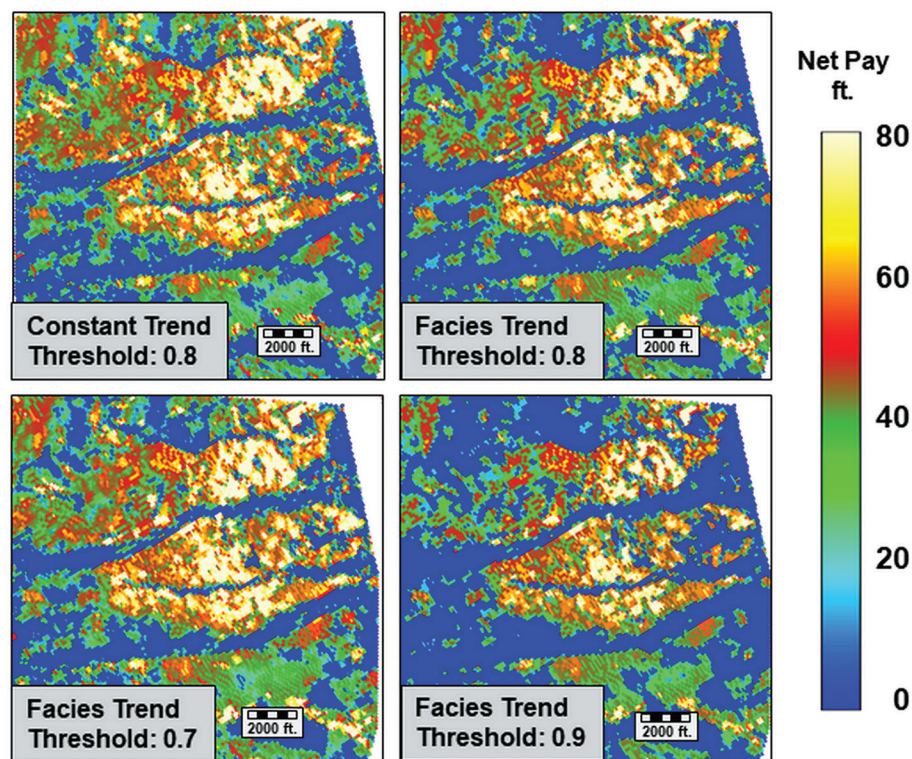 Net Pay
ft.
80
60
40
20
0
Constant Trend
Threshold: 0.8
2000 ft.
Facies Trend
Threshold: 0.8
2000 ft.
Facies Trend
Threshold: 0.7
2000 ft.
Facies Trend
Threshold: 0.9
2000 ft.